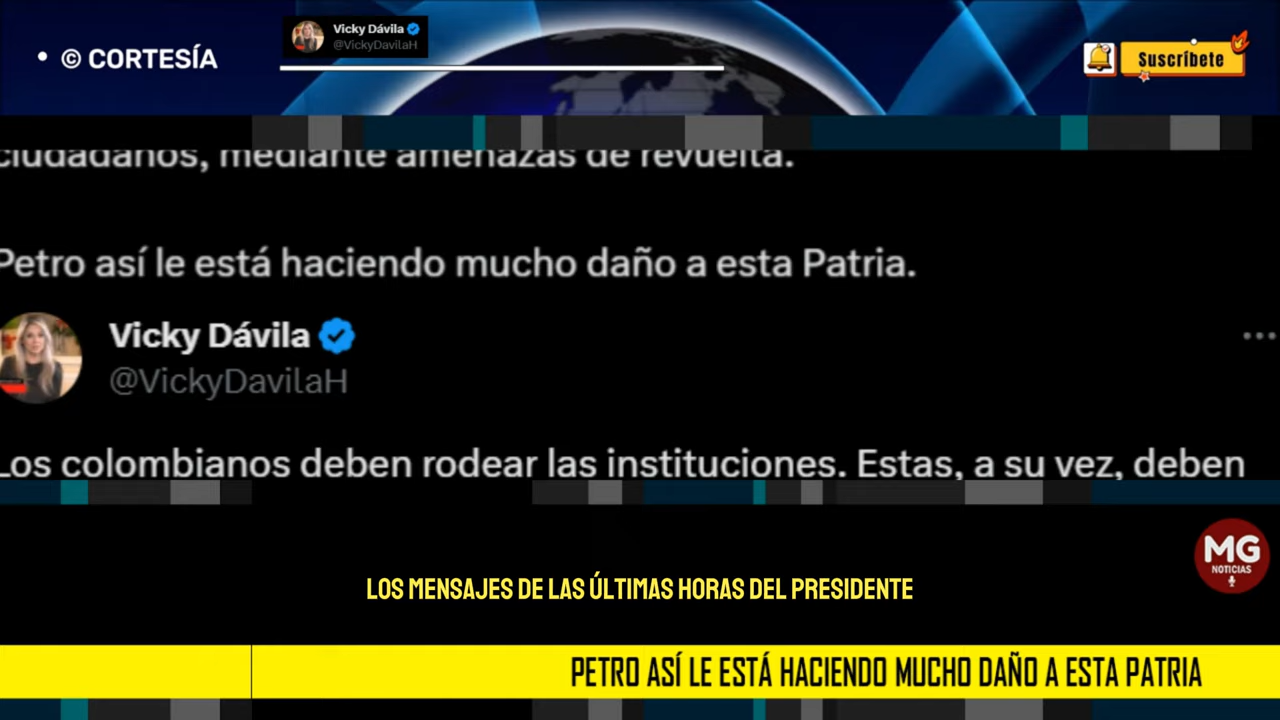 • © CORTESÍA
Vicky Dávila
@VickyDavilaH
Suscríbete
ciudadanos, mediante amenazas de revuelta.
Petro así le está haciendo mucho daño a esta Patria.
Vicky Dávila
@VickyDavilaH
Los colombianos deben rodear las instituciones. Estas, a su vez, deben
MG
NOTICIAS
LOS MENSAJES DE LAS ÚLTIMAS HORAS DEL PRESIDENTE
PETRO ASÍ LE ESTÁ HACIENDO MUCHO DAÑO A ESTA PATRIA